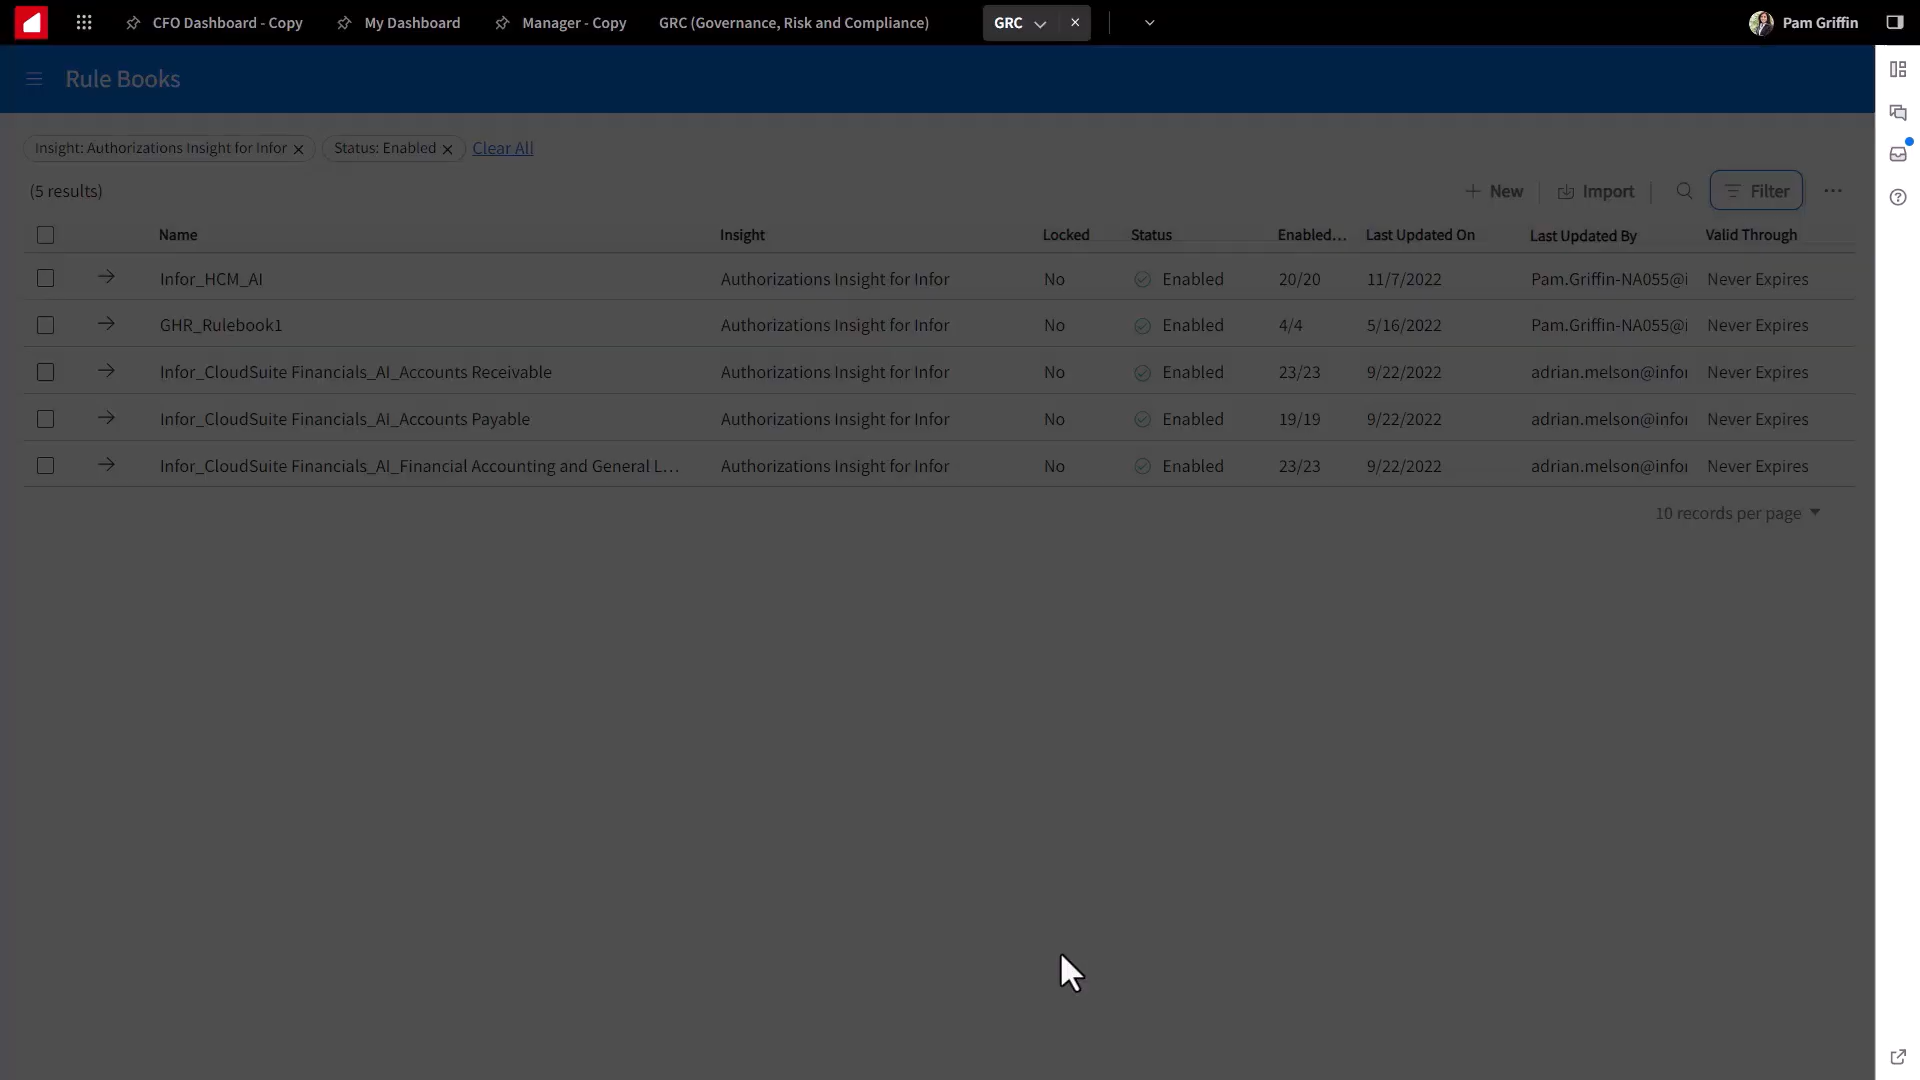 CFO Dashboard - Copy My Dashboard Manager - Copy GRC (Governance, Risk and Compliance) GRC Pam Griffin
Rule Books
Insight: Authorizations Insight for Infor Status: Enabled Clear All
(5 results) New Import Filter
Name Insight Locked Status Enabled... Last Updated On Last Updated By Valid Through
Infor_HCM_AI Authorizations Insight for Infor No Enabled 20/20 11/7/2022 Pam.Griffin-NA055@i Never Expires
GHR_Rulebook1 Authorizations Insight for Infor No Enabled 4/4 5/16/2022 Pam.Griffin-NA055@i Never Expires
Infor_CloudSuite Financials_AI_Accounts Receivable Authorizations Insight for Infor No Enabled 23/23 9/22/2022 adrian.melson@infor Never Expires
Infor_CloudSuite Financials_AI_Accounts Payable Authorizations Insight for Infor No Enabled 19/19 9/22/2022 adrian.melson@infor Never Expires
Infor_CloudSuite Financials_AI_Financial Accounting and General L... Authorizations Insight for Infor No Enabled 23/23 9/22/2022 adrian.melson@infor Never Expires
10 records per page